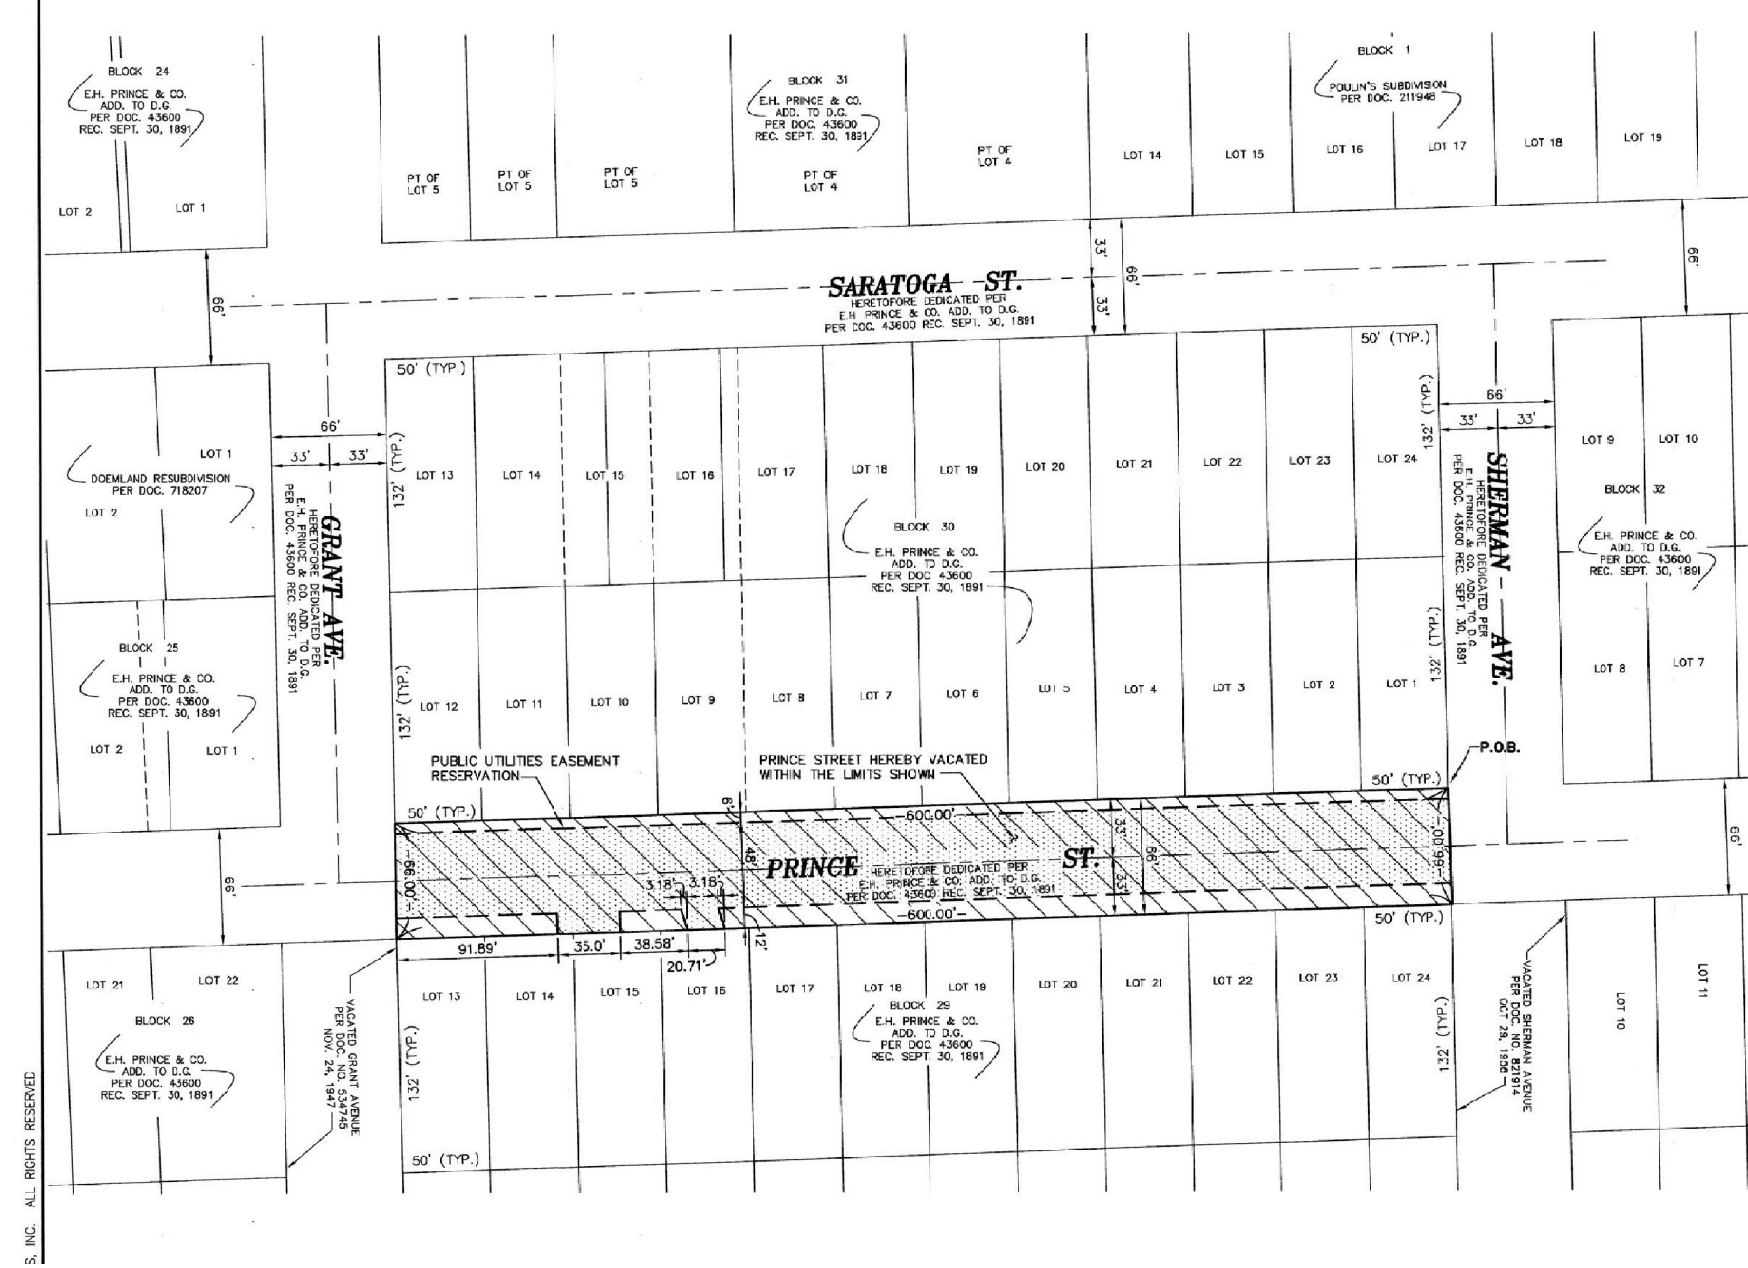 BLOCK 24
E.H. PRINCE & CO.
ADD. TO D.G.
PER DOC. 43600
REC. SEPT. 30, 1891
LOT 2
LOT 1
PT OF
LOT 5
PT OF
LOT 5
PT OF
LOT 5
BLOCK 31
E.H. PRINCE & CO.
ADD. TO D.G.
PER DOC. 43600
REC. SEPT. 30, 1891
PT OF
LOT 4
PT OF
LOT 4
BLOCK 1
POULIN'S SUBDIVISION
PER DOC. 211948
LOT 14
LOT 15
LOT 16
LOT 17
LOT 18
LOT 19
66'
33'
66'
33'
66'
SARATOGA ST.
HERETOFORE DEDICATED PER
E.H PRINCE & CO. ADD. TO D.G.
PER DOC. 43600 REC. SEPT. 30, 1891
50' (TYP.)
50' (TYP.)
132' (TYP.)
132' (TYP.)
66'
33'
33'
66'
33'
33'
LOT 1
DOEMLAND RESUBDIVISION
PER DOC. 718207
LOT 2
GRANT AVE.
HERETOFORE DEDICATED PER
E.H. PRINCE & CO. ADD. TO D.G.
PER DOC. 43600 REC. SEPT. 30, 1891
LOT 13
LOT 14
LOT 15
LOT 16
LOT 17
LOT 18
LOT 19
LOT 20
LOT 21
LOT 22
LOT 23
LOT 24
BLOCK 30
E.H. PRINCE & CO.
ADD. TO D.G.
PER DOC 43600
REC. SEPT. 30, 1891
SHERMAN AVE.
HERETOFORE DEDICATED PER
E.H. PRINCE & CO. ADD. TO D.G
PER DOC. 43600 REC. SEPT. 30, 1891
LOT 9
LOT 10
BLOCK 32
E.H. PRINCE & CO.
ADD. TO D.G.
PER DOC. 43600
REC. SEPT. 30, 1891
LOT 8
LOT 7
BLOCK 25
E.H. PRINCE & CO.
ADD. TO D.G.
PER DOC. 43600
REC. SEPT. 30, 1891
LOT 2
LOT 1
132' (TYP.)
132' (TYP.)
LOT 12
LOT 11
LOT 10
LOT 9
LOT 8
LOT 7
LOT 6
LOT 5
LOT 4
LOT 3
LOT 2
LOT 1
PUBLIC UTILITIES EASEMENT
RESERVATION
PRINCE STREET HEREBY VACATED
WITHIN THE LIMITS SHOWN
P.O.B.
50' (TYP.)
50' (TYP.)
600.00'
66.00'
66.00'
48'
33'
66'
33'
66'
66'
PRINCE ST.
HERETOFORE DEDICATED PER
E.H. PRINCE & CO. ADD. TO D.G.
PER DOC. 43600 REC. SEPT. 30, 1891
3.18'
3.18'
600.00'
12'
50' (TYP.)
91.89'
35.0'
38.58'
20.71'
LOT 21
LOT 22
BLOCK 26
E.H. PRINCE & CO.
ADD. TO D.G.
PER DOC. 43600
REC. SEPT. 30, 1891
VACATED GRANT AVENUE
PER DOC. NO. 534745
NOV. 24, 1947
LOT 13
LOT 14
LOT 15
LOT 16
LOT 17
LOT 18
LOT 19
LOT 20
LOT 21
LOT 22
LOT 23
LOT 24
BLOCK 29
E.H. PRINCE & CO.
ADD. TO D.G.
PER DOC 43600
REC. SEPT. 30, 1891
132' (TYP.)
132' (TYP.)
50' (TYP.)
VACATED SHERMAN AVENUE
PER DOC. NO. 821914
OCT 29,
LOT 10
LOT 11
S, INC. ALL RIGHTS RESERVED